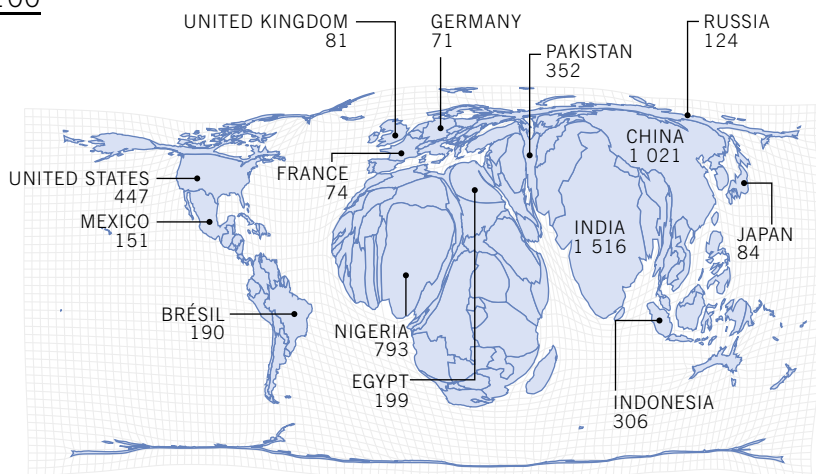 UNITED KINGDOM
81
GERMANY
71
RUSSIA
124
PAKISTAN
352
CHINA
1 021
FRANCE
74
UNITED STATES
447
MEXICO
151
INDIA
1 516
JAPAN
84
BRÉSIL
190
NIGERIA
793
EGYPT
199
INDONESIA
306